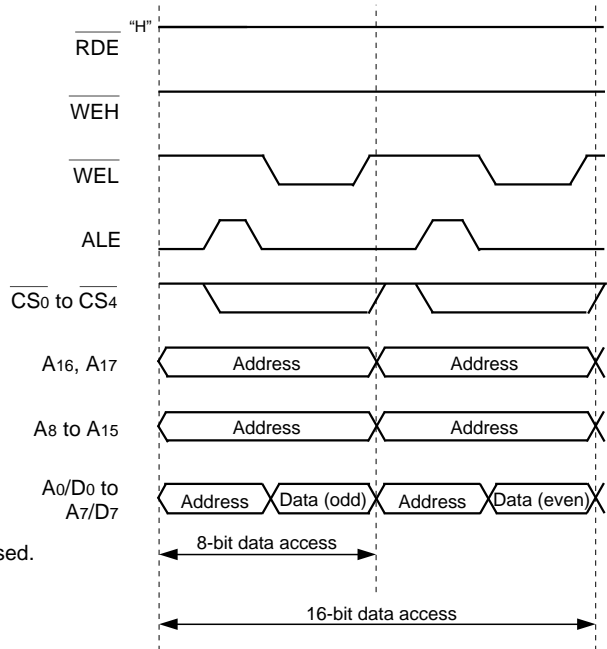 "H"
RDE
WEH
WEL
ALE
CS0 to CS4
A16, A17 Address Address
A8 to A15 Address Address
A0/D0 to
A7/D7
Address Data (odd) Address Data (even)
8-bit data access
16-bit data access